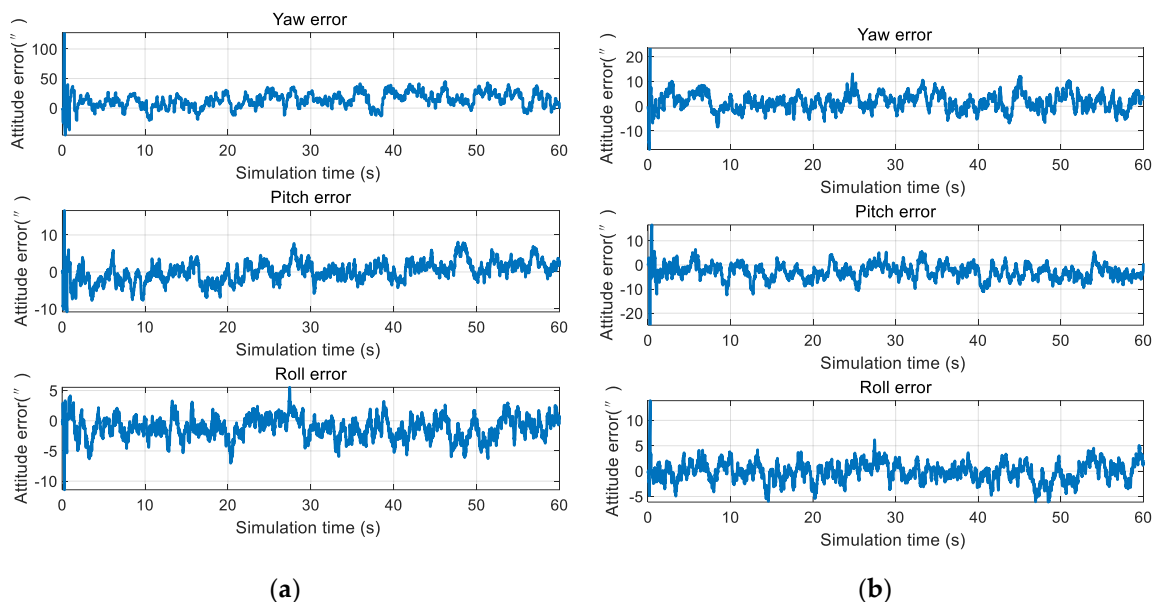 Yaw error
Attitude error(″)
100
50
0
0 10 20 30 40 50 60
Simulation time (s)
Pitch error
Attitude error(″)
10
0
-10
0 10 20 30 40 50 60
Simulation time (s)
Roll error
Attitude error(″)
5
0
-5
-10
0 10 20 30 40 50 60
Simulation time (s)
(a)
Yaw error
Attitude error(″)
20
10
0
-10
0 10 20 30 40 50 60
Simulation time (s)
Pitch error
Attitude error(″)
10
0
-10
-20
0 10 20 30 40 50 60
Simulation time (s)
Roll error
Attitude error(″)
10
5
0
-5
0 10 20 30 40 50 60
Simulation time (s)
(b)